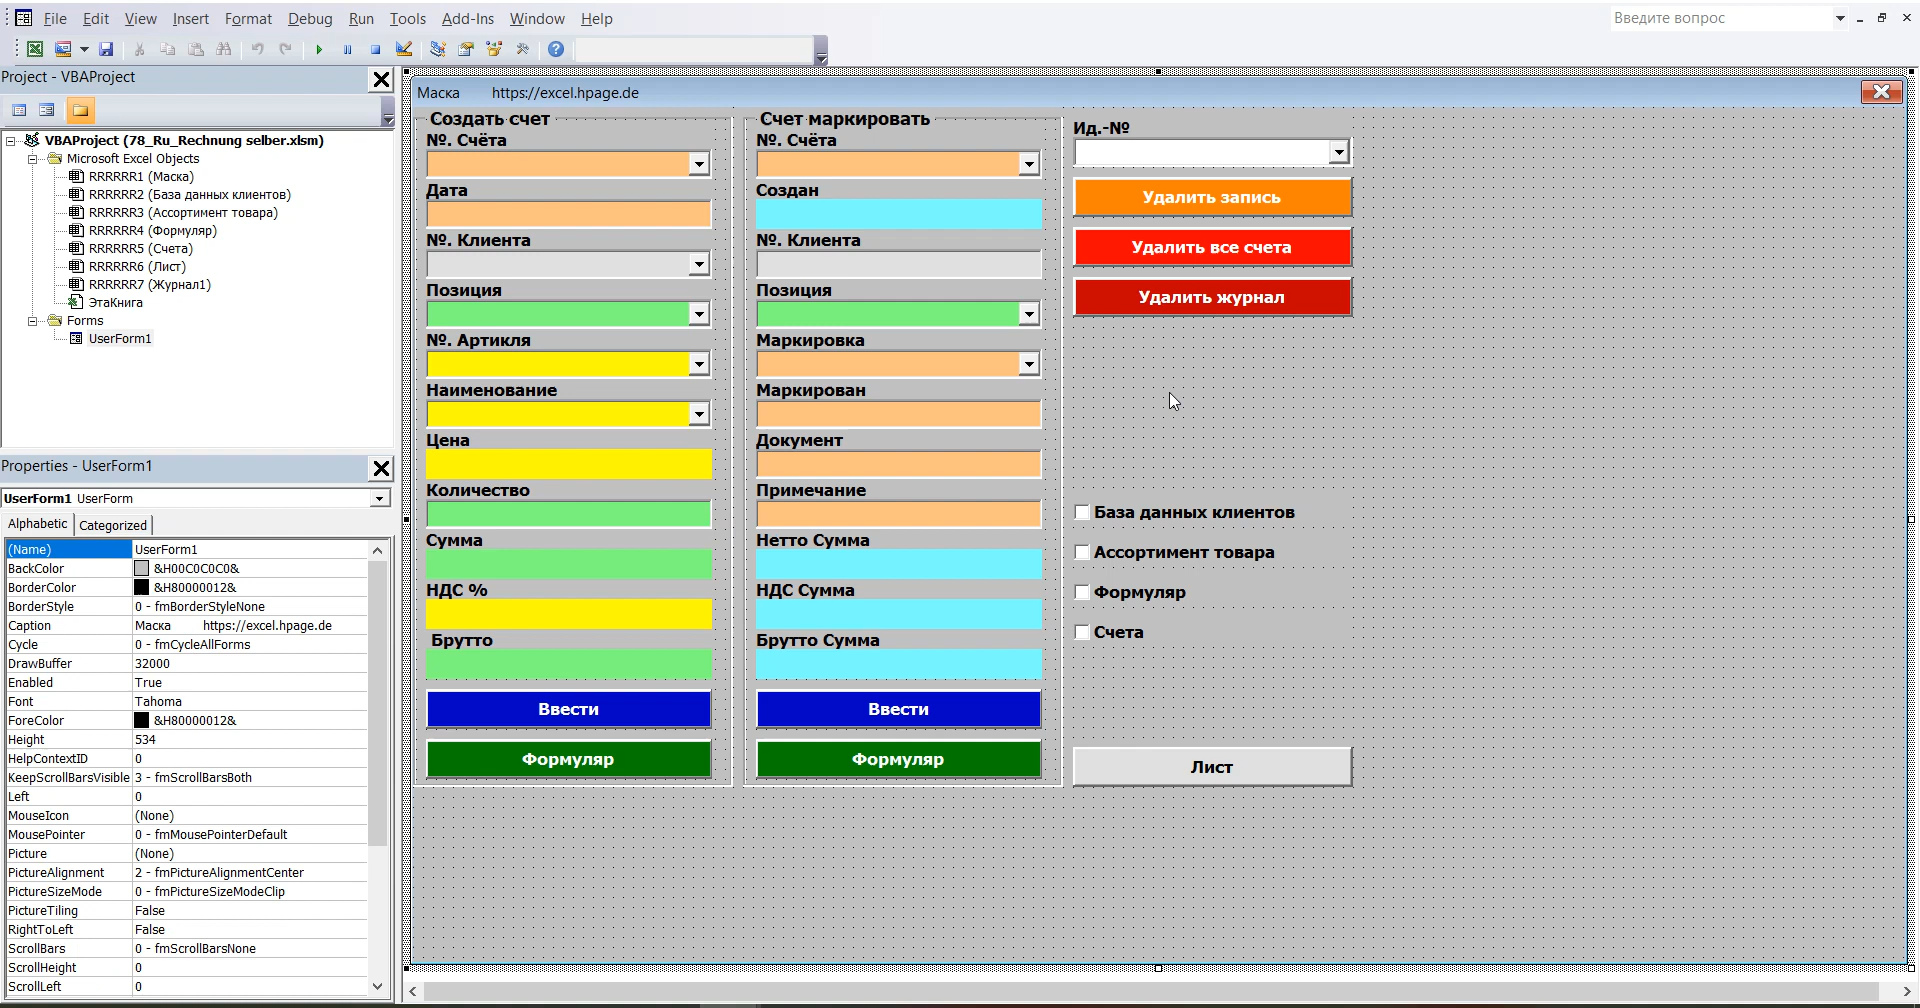 File Edit View Insert Format Debug Run Tools Add-Ins Window Help
Введите вопрос
Project - VBAProject
VBAProject (78_Ru_Rechnung selber.xlsm)
Microsoft Excel Objects
RRRRRR1 (Маска)
RRRRRR2 (База данных клиентов)
RRRRRR3 (Ассортимент товара)
RRRRRR4 (Формуляр)
RRRRRR5 (Счета)
RRRRRR6 (Лист)
RRRRRR7 (Журнал1)
ЭтаКнига
Forms
UserForm1
Properties - UserForm1
UserForm1 UserForm
Alphabetic Categorized
(Name) UserForm1
BackColor &H00C0C0C0&
BorderColor &H80000012&
BorderStyle 0 - fmBorderStyleNone
Caption Маска https://excel.hpage.de
Cycle 0 - fmCycleAllForms
DrawBuffer 32000
Enabled True
Font Tahoma
ForeColor &H80000012&
Height 534
HelpContextID 0
KeepScrollBarsVisible 3 - fmScrollBarsBoth
Left 0
MouseIcon (None)
MousePointer 0 - fmMousePointerDefault
Picture (None)
PictureAlignment 2 - fmPictureAlignmentCenter
PictureSizeMode 0 - fmPictureSizeModeClip
PictureTiling False
RightToLeft False
ScrollBars 0 - fmScrollBarsNone
ScrollHeight 0
ScrollLeft 0
Маска https://excel.hpage.de
Создать счет
№. Счёта
Дата
№. Клиента
Позиция
№. Артикля
Наименование
Цена
Количество
Сумма
НДС %
Брутто
Ввести
Формуляр
Счет маркировать
№. Счёта
Создан
№. Клиента
Позиция
Маркировка
Маркирован
Документ
Примечание
Нетто Сумма
НДС Сумма
Брутто Сумма
Ввести
Формуляр
Ид.-№
Удалить запись
Удалить все счета
Удалить журнал
База данных клиентов
Ассортимент товара
Формуляр
Счета
Лист